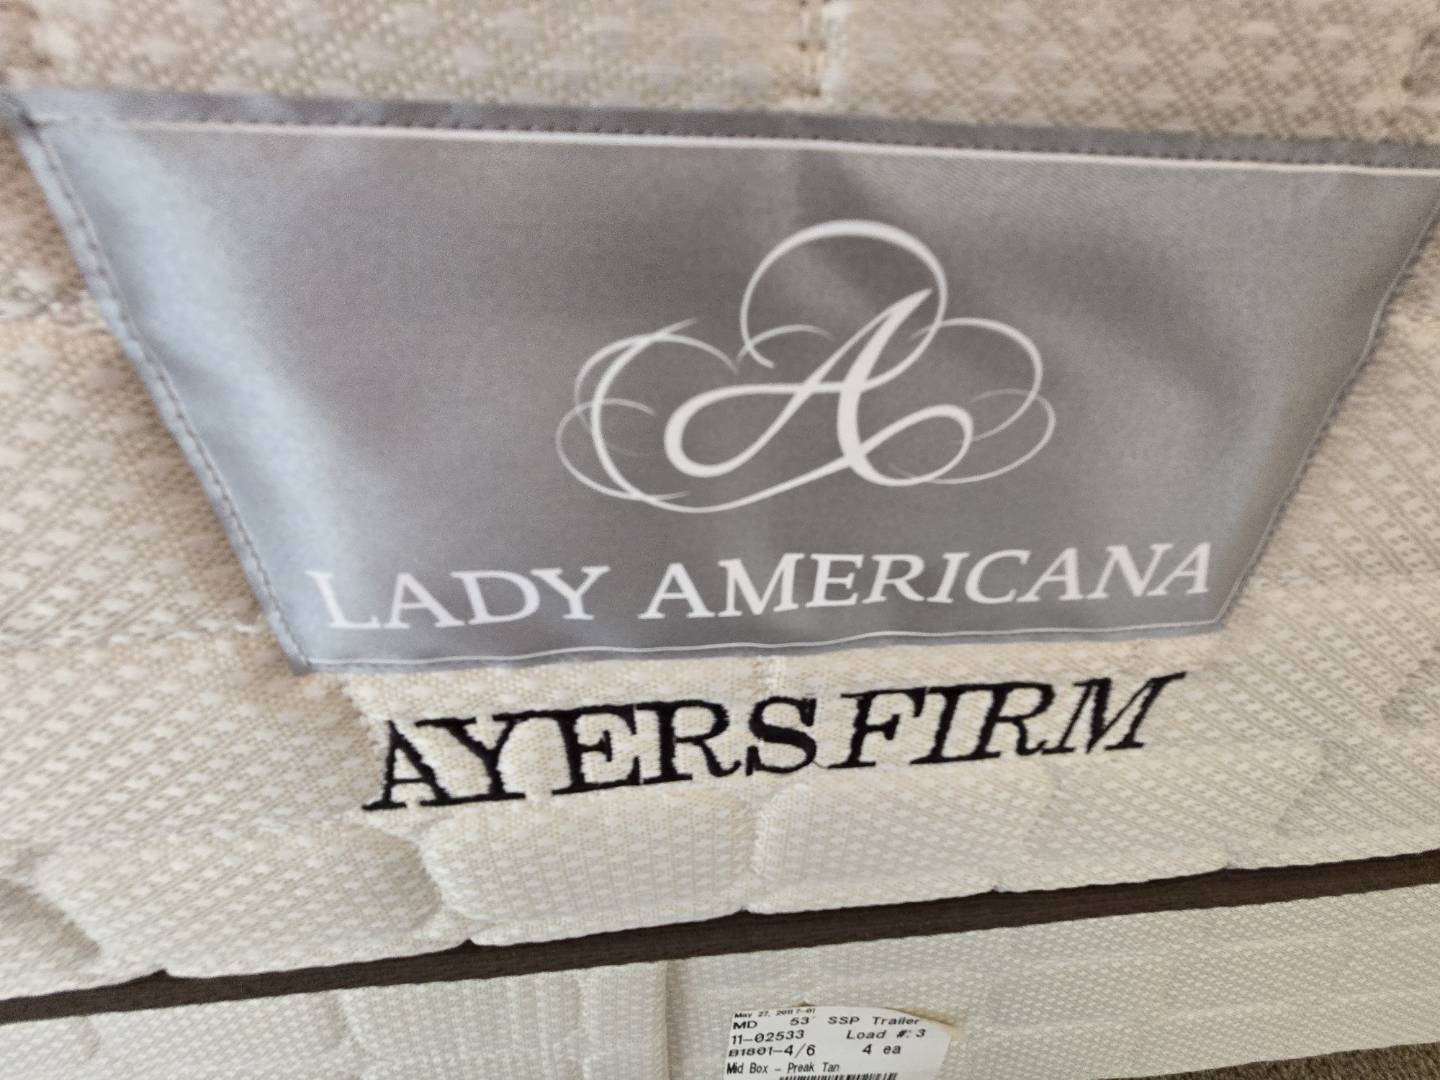 A
LADY AMERICANA
AYERS FIRM
MD 53' SSP Trailer
11-02533 Load #: 3
B1801-4/6 4 ea
Mid Box - Preak Tan